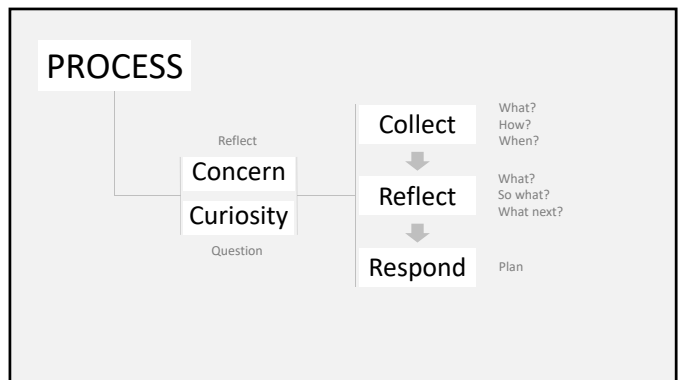 PROCESS
Reflect
Concern
Curiosity
Question
Collect
What?
How?
When?
Reflect
What?
So what?
What next?
Respond
Plan